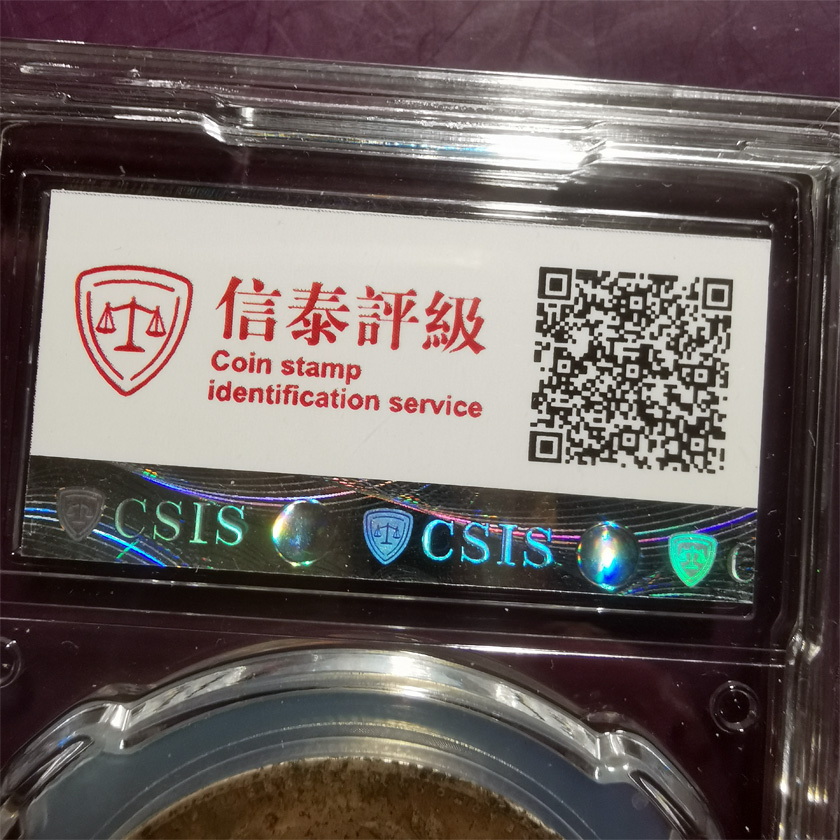 信泰評級
Coin stamp
identification service
CSIS
CSIS
C